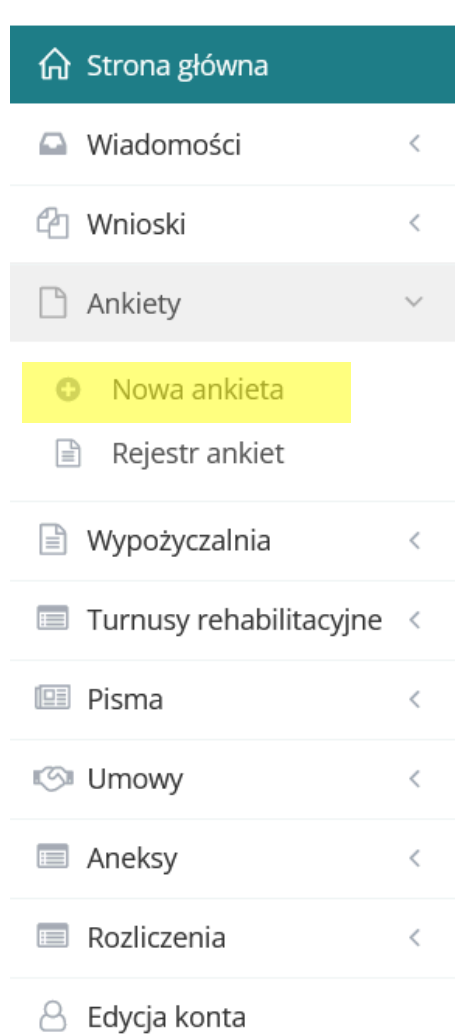 Strona główna
Wiadomości
Wnioski
Ankiety
Nowa ankieta
Rejestr ankiet
Wypożyczalnia
Turnusy rehabilitacyjne
Pisma
Umowy
Aneksy
Rozliczenia
Edycja konta